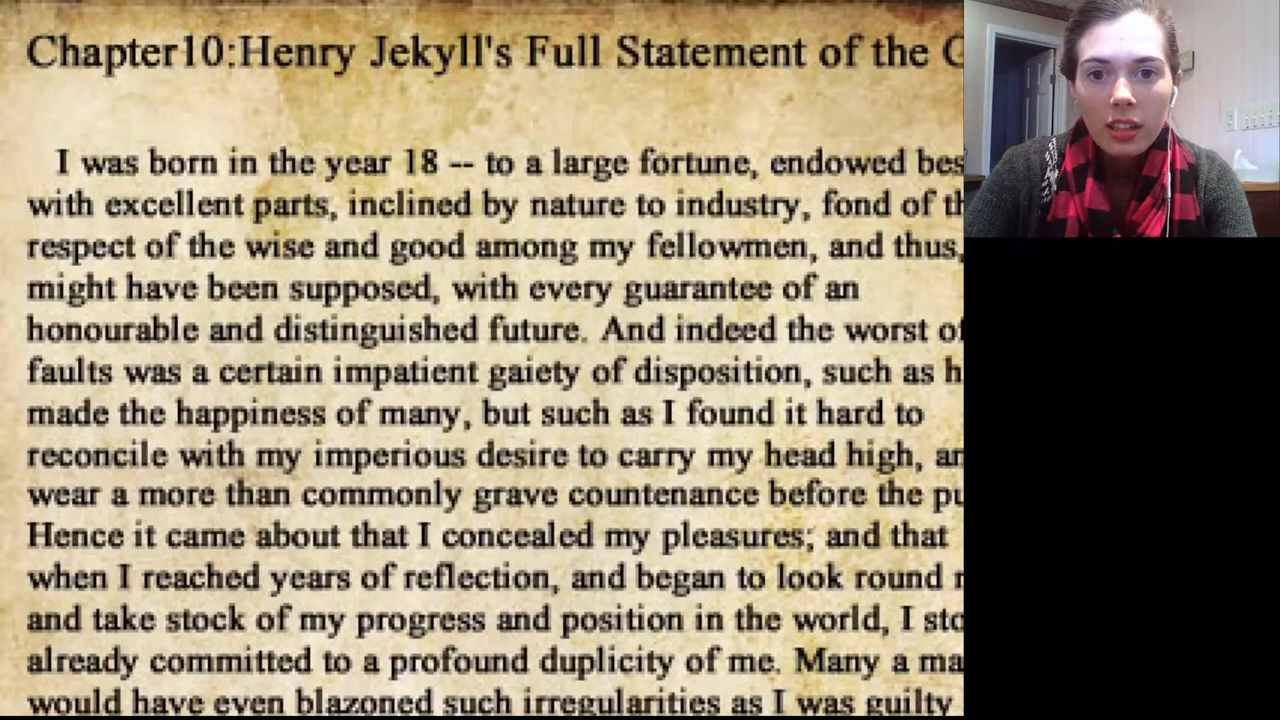 Chapter10:Henry Jekyll's Full Statement of the
I was born in the year 18 -- to a large fortune, endowed
with excellent parts, inclined by nature to industry, fond of
respect of the wise and good among my fellowmen, and thus,
might have been supposed, with every guarantee of an
honourable and distinguished future. And indeed the worst
faults was a certain impatient gaiety of disposition, such as
made the happiness of many, but such as I found it hard to
reconcile with my imperious desire to carry my head high,
wear a more than commonly grave countenance before the
Hence it came about that I concealed my pleasures; and that
when I reached years of reflection, and began to look round
and take stock of my progress and position in the world, I
already committed to a profound duplicity of me. Many a
would have even blazoned such irregularities as I was guilty